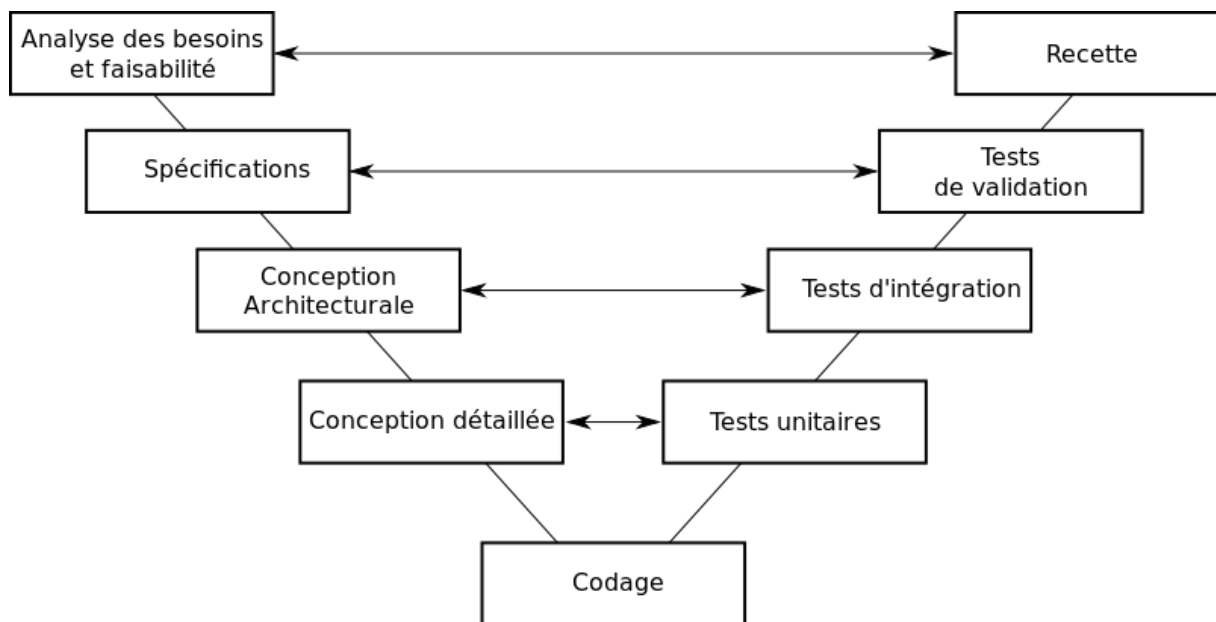 Analyse des besoins
et faisabilité
Recette
Spécifications
Tests
de validation
Conception
Architecturale
Tests d'intégration
Conception détaillée
Tests unitaires
Codage